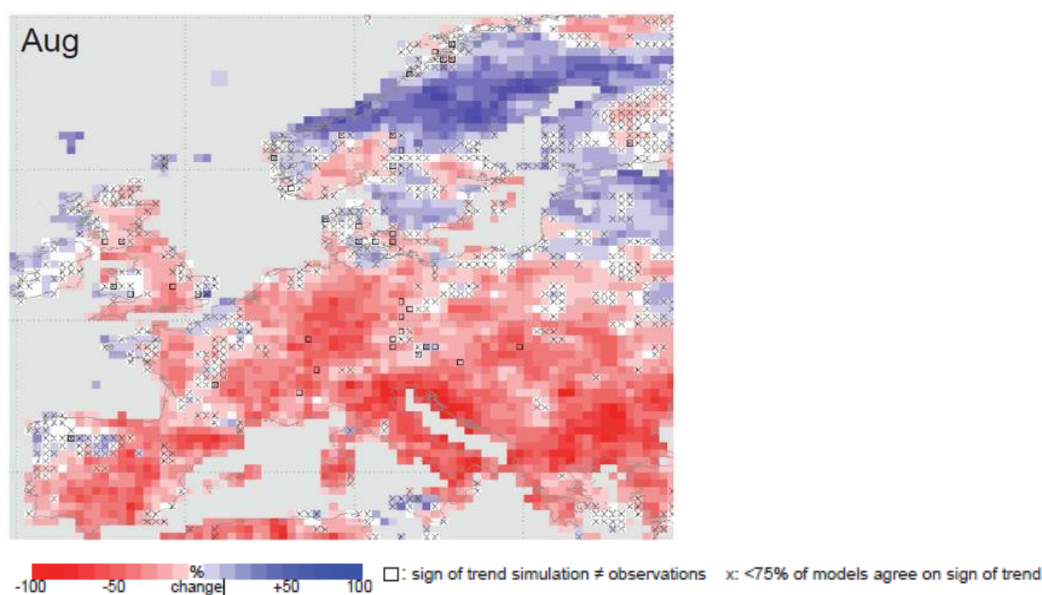 Aug
%
-100 -50 change +50 100
□: sign of trend simulation ≠ observations x: <75% of models agree on sign of trend